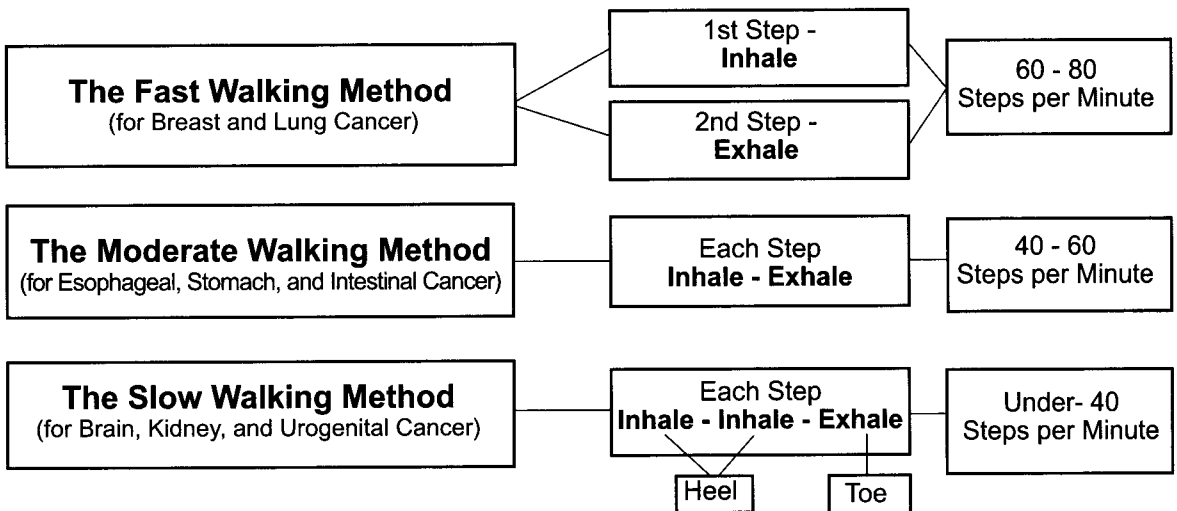 The Fast Walking Method
(for Breast and Lung Cancer)
1st Step -
Inhale
2nd Step -
Exhale
60 - 80
Steps per Minute
The Moderate Walking Method
(for Esophageal, Stomach, and Intestinal Cancer)
Each Step
Inhale - Exhale
40 - 60
Steps per Minute
The Slow Walking Method
(for Brain, Kidney, and Urogenital Cancer)
Each Step
Inhale - Inhale - Exhale
Heel
Toe
Under- 40
Steps per Minute